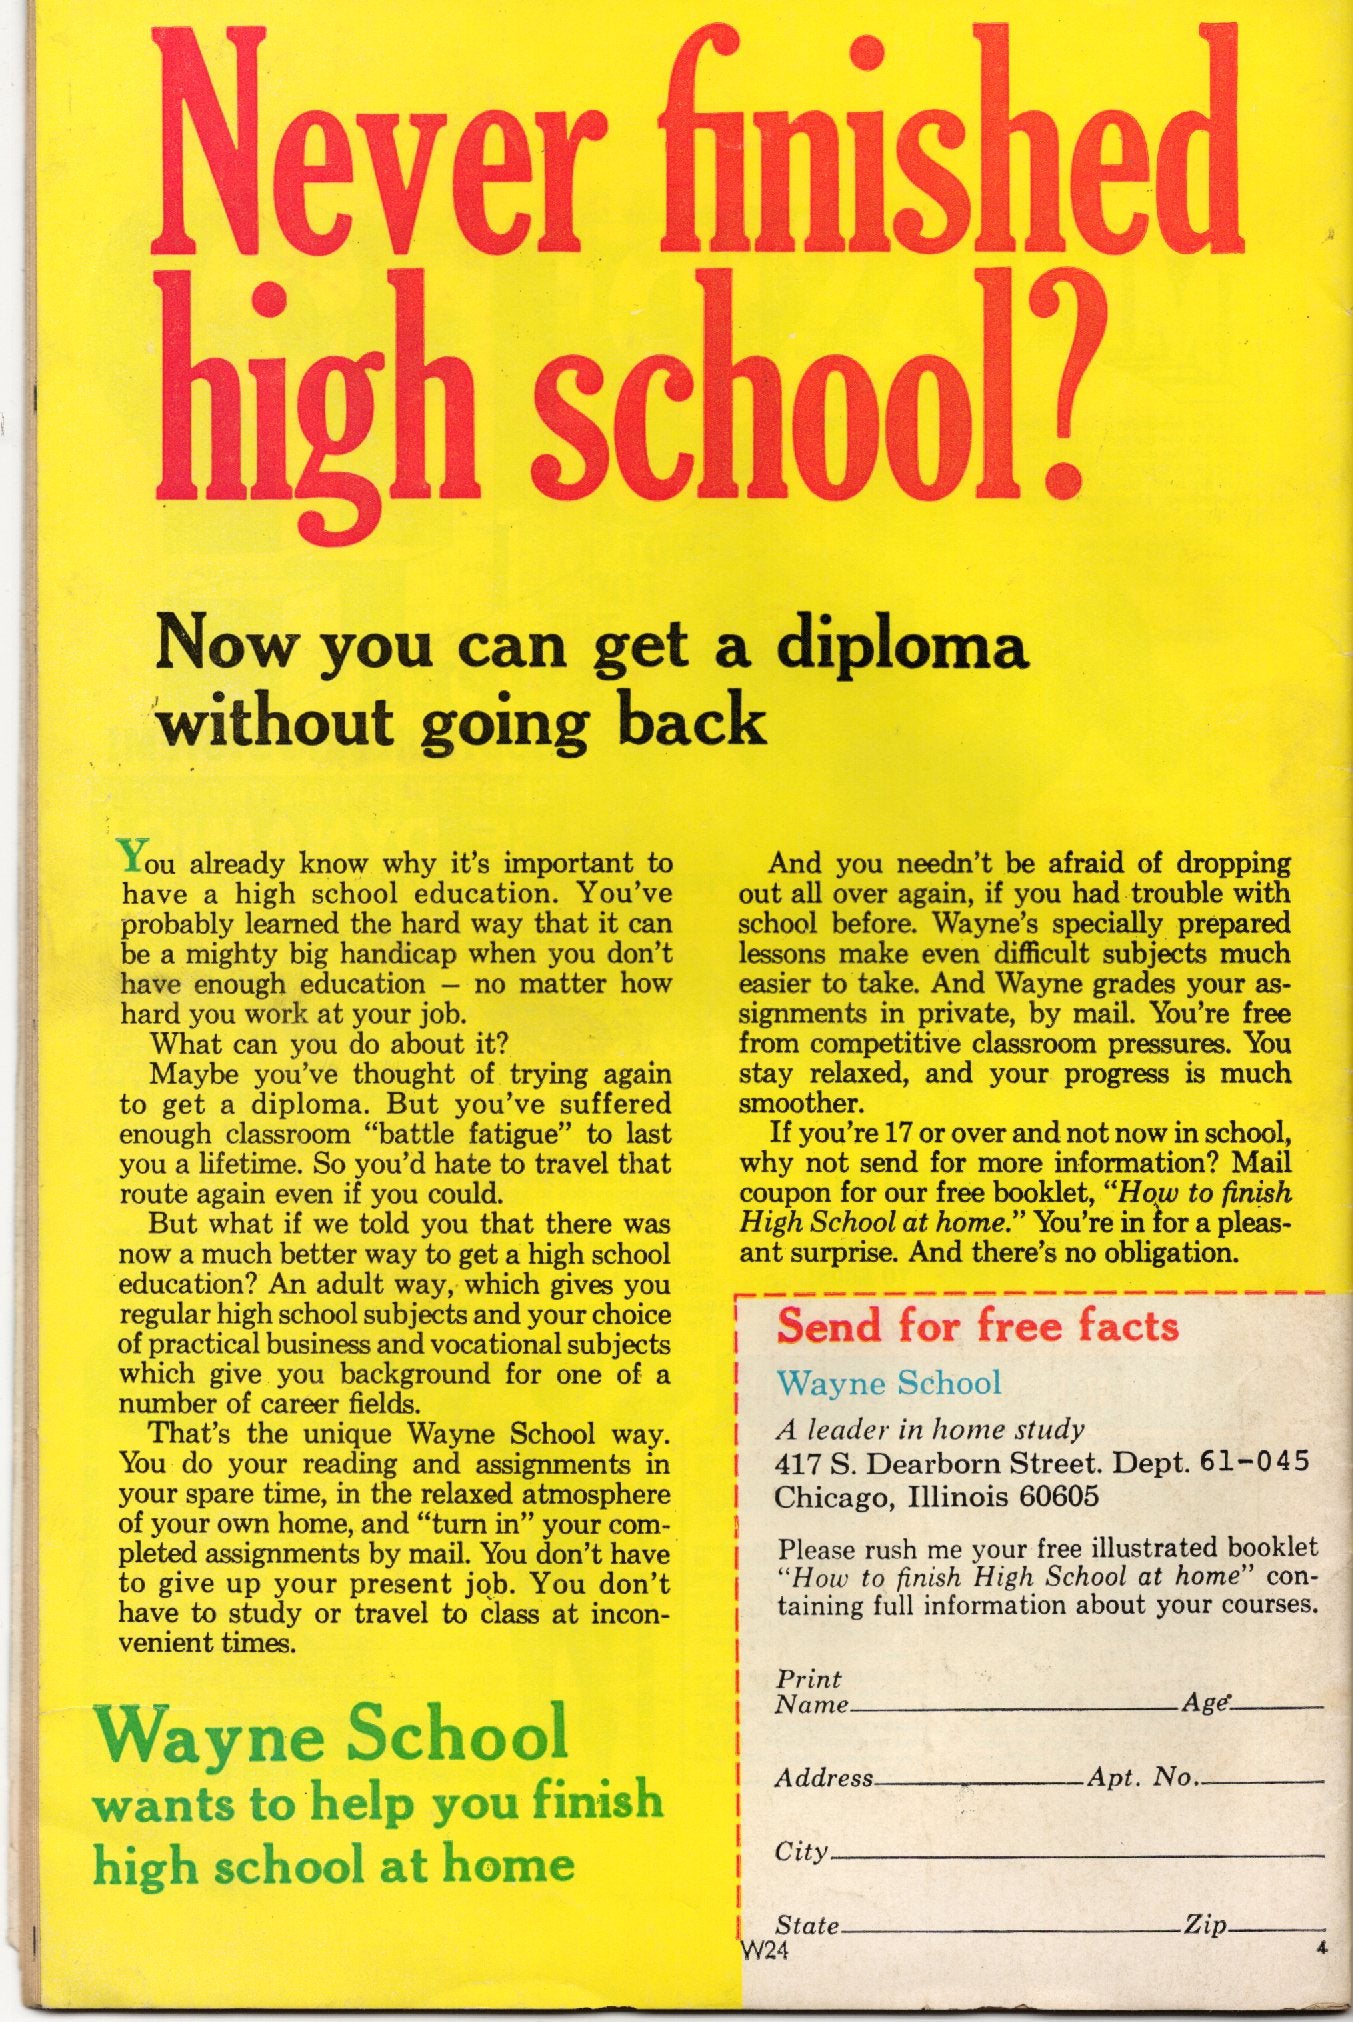 Never finished
high school?
Now you can get a diploma
without going back
You already know why it's important to
have a high school education. You've
probably learned the hard way that it can
be a mighty big handicap when you don't
have enough education – no matter how
hard you work at your job.
What can you do about it?
Maybe you've thought of trying again
to get a diploma. But you've suffered
enough classroom "battle fatigue" to last
you a lifetime. So you'd hate to travel that
route again even if you could.
But what if we told you that there was
now a much better way to get a high school
education? An adult way, which gives you
regular high school subjects and your choice
of practical business and vocational subjects
which give you background for one of a
number of career fields.
That's the unique Wayne School way.
You do your reading and assignments in
your spare time, in the relaxed atmosphere
of your own home, and "turn in" your com-
pleted assignments by mail. You don't have
to give up your present job. You don't
have to study or travel to class at incon-
venient times.
Wayne School
wants to help you finish
high school at home
And you needn't be afraid of dropping
out all over again, if you had trouble with
school before. Wayne's specially prepared
lessons make even difficult subjects much
easier to take. And Wayne grades your as-
signments in private, by mail. You're free
from competitive classroom pressures. You
stay relaxed, and your progress is much
smoother.
If you're 17 or over and not now in school,
why not send for more information? Mail
coupon for our free booklet, "How to finish
High School at home." You're in for a pleas-
ant surprise. And there's no obligation.
Send for free facts
Wayne School
A leader in home study
417 S. Dearborn Street. Dept. 61-045
Chicago, Illinois 60605
Please rush me your free illustrated booklet
"How to finish High School at home" con-
taining full information about your courses.
Print
Name Age
Address Apt. No.
City
State Zip
W24 4